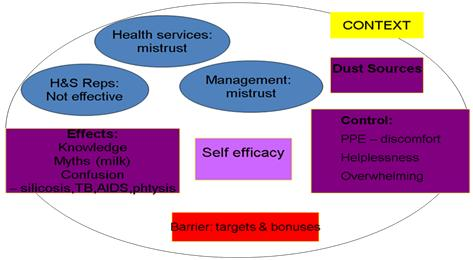 Health services:
mistrust
CONTEXT
H&S Reps:
Not effective
Management:
mistrust
Dust Sources
Effects:
Knowledge
Myths (milk)
Confusion
– silicosis,TB,AIDS,phtysis
Self efficacy
Control:
PPE – discomfort
Helplessness
Overwhelming
Barrier: targets & bonuses